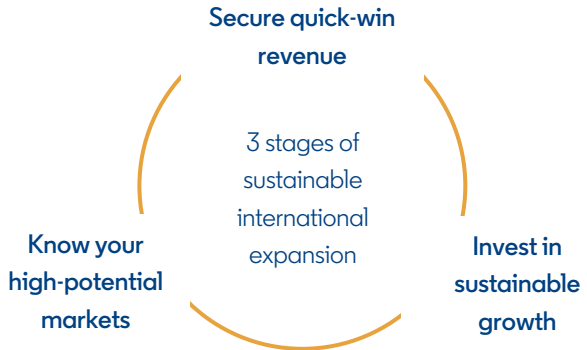 Secure quick-win
revenue
3 stages of
sustainable
international
expansion
Know your
high-potential
markets
Invest in
sustainable
growth